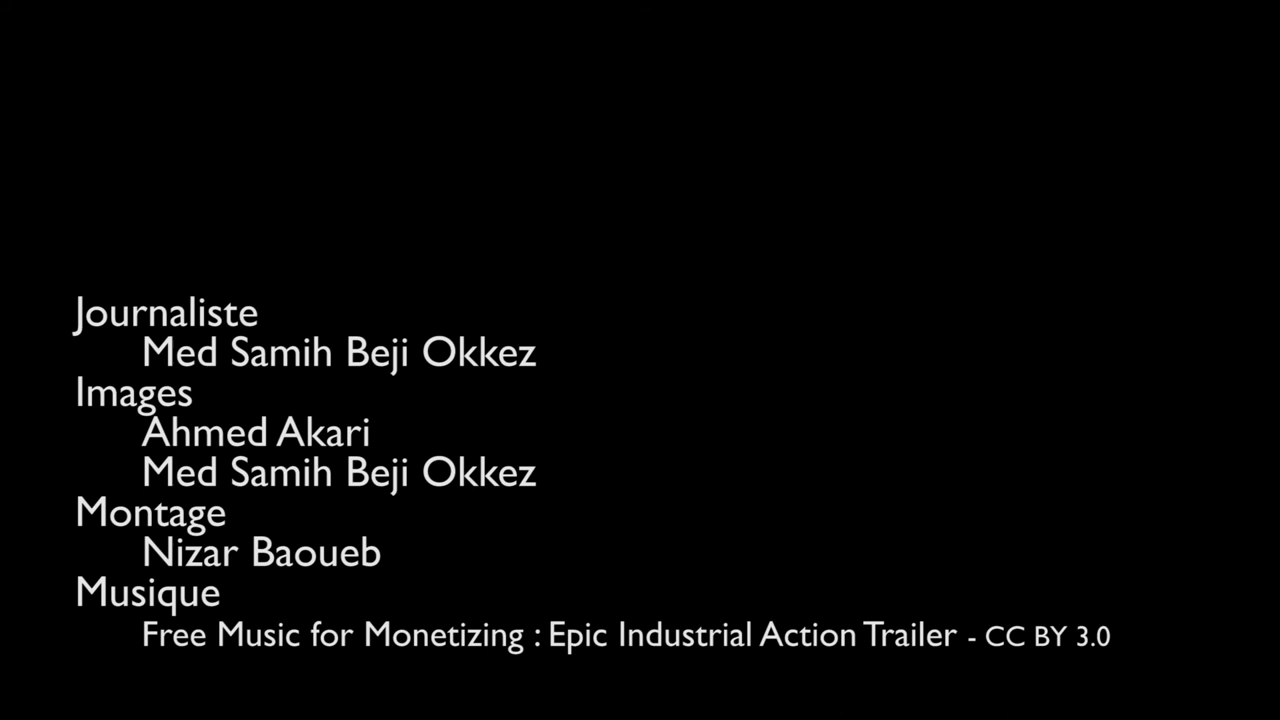 Journaliste
Med Samih Beji Okkez
Images
Ahmed Akari
Med Samih Beji Okkez
Montage
Nizar Baoueb
Musique
Free Music for Monetizing : Epic Industrial Action Trailer - CC BY 3.0